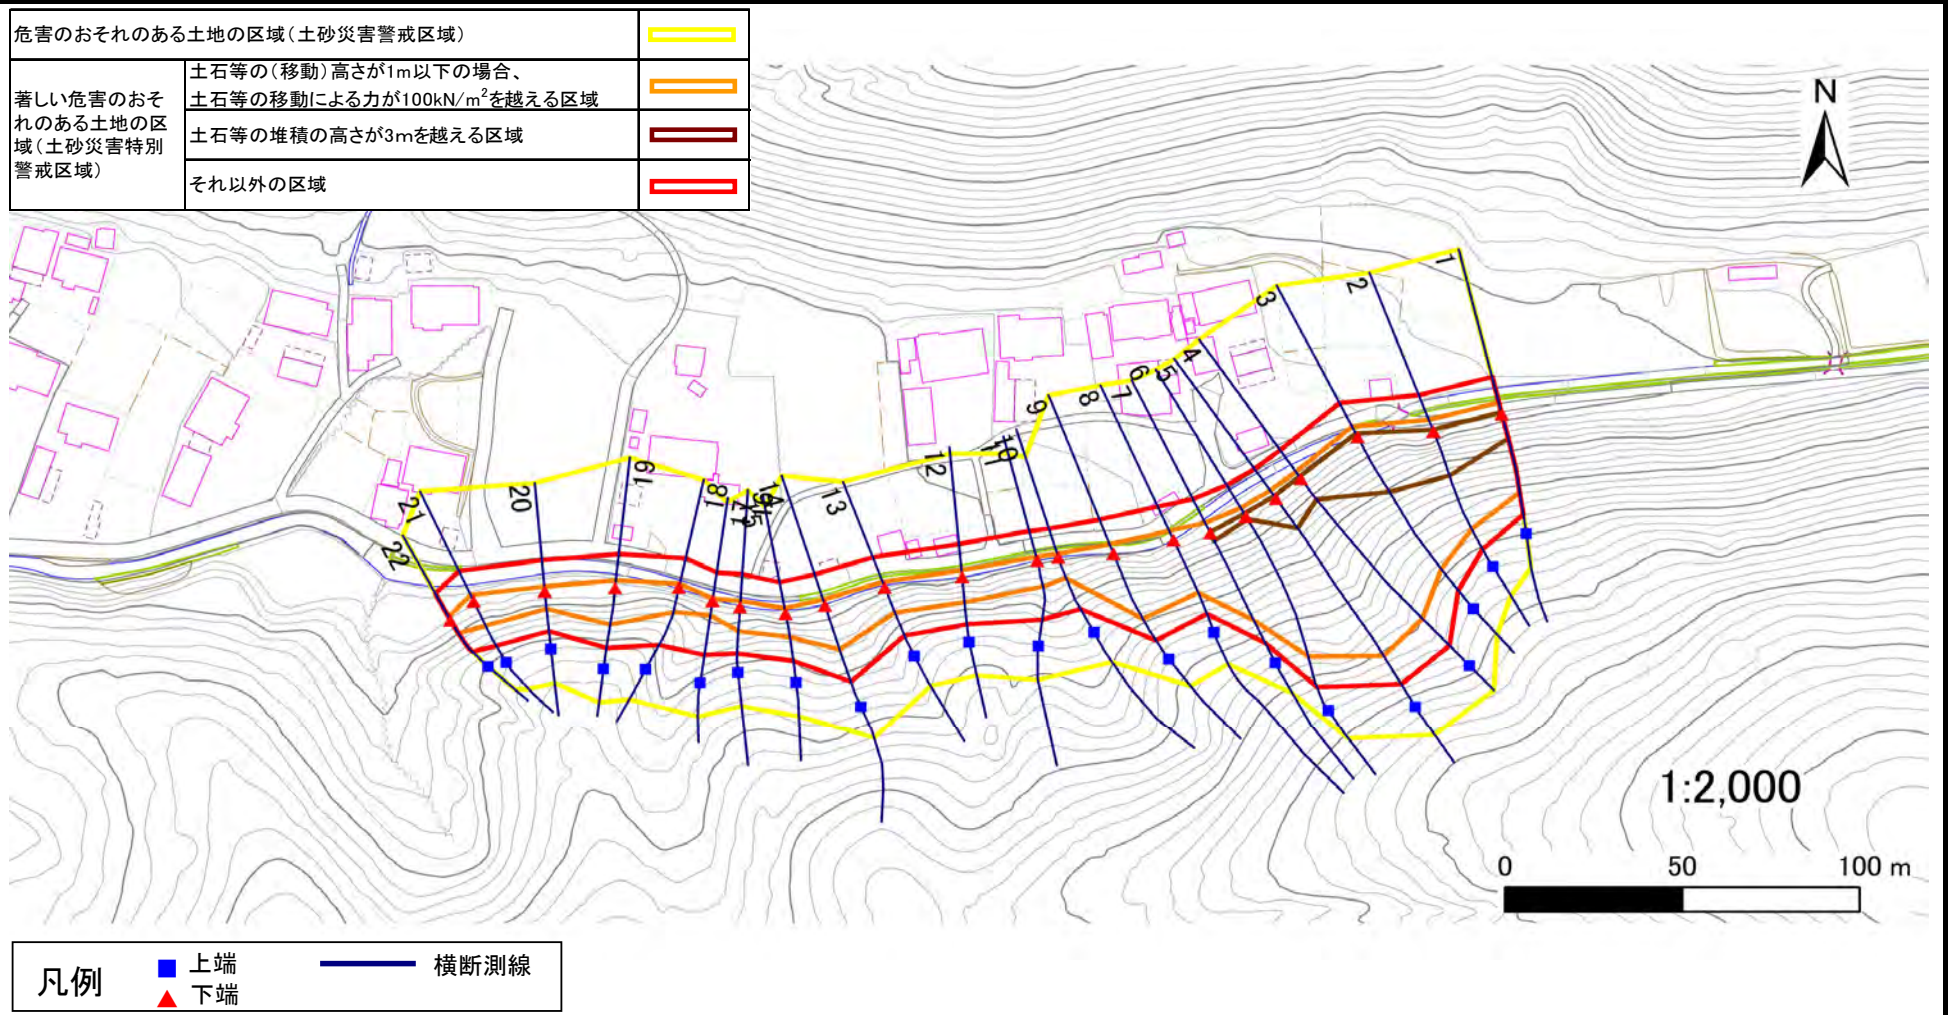 危害のおそれのある土地の区域(土砂災害警戒区域)
著しい危害のおそ
れのある土地の区
域(土砂災害特別
警戒区域)
土石等の(移動)高さが1m以下の場合、
土石等の移動による力が100kN/m²を越える区域
土石等の堆積の高さが3mを越える区域
それ以外の区域
N
1
2
3
4
5
6
7
8
9
10
11
12
13
14
15
18
19
20
21
22
1:2,000
0 50 100 m
凡例
上端
下端
横断測線